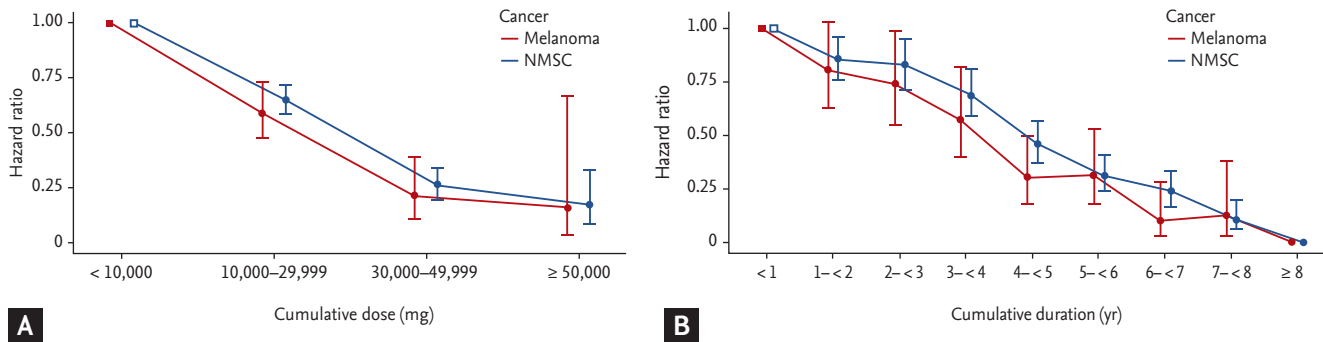 Cancer
Melanoma
NMSC
Hazard ratio
1.00
0.75
0.50
0.25
0
< 10,000 10,000–29,999 30,000–49,999 ≥ 50,000
Cumulative dose (mg)
A
Cancer
Melanoma
NMSC
Hazard ratio
1.00
0.75
0.50
0.25
0
< 1 1– < 2 2– < 3 3– < 4 4– < 5 5– < 6 6– < 7 7– < 8 ≥ 8
Cumulative duration (yr)
B